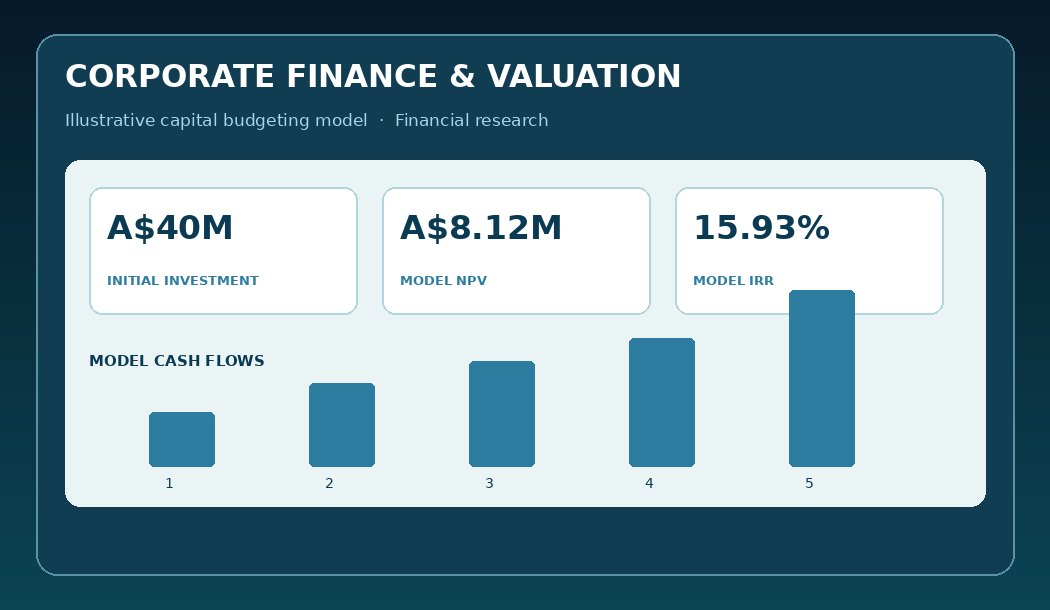 CORPORATE FINANCE & VALUATION
Illustrative capital budgeting model · Financial research
A$40M
INITIAL INVESTMENT
A$8.12M
MODEL NPV
15.93%
MODEL IRR
MODEL CASH FLOWS
1 2 3 4 5